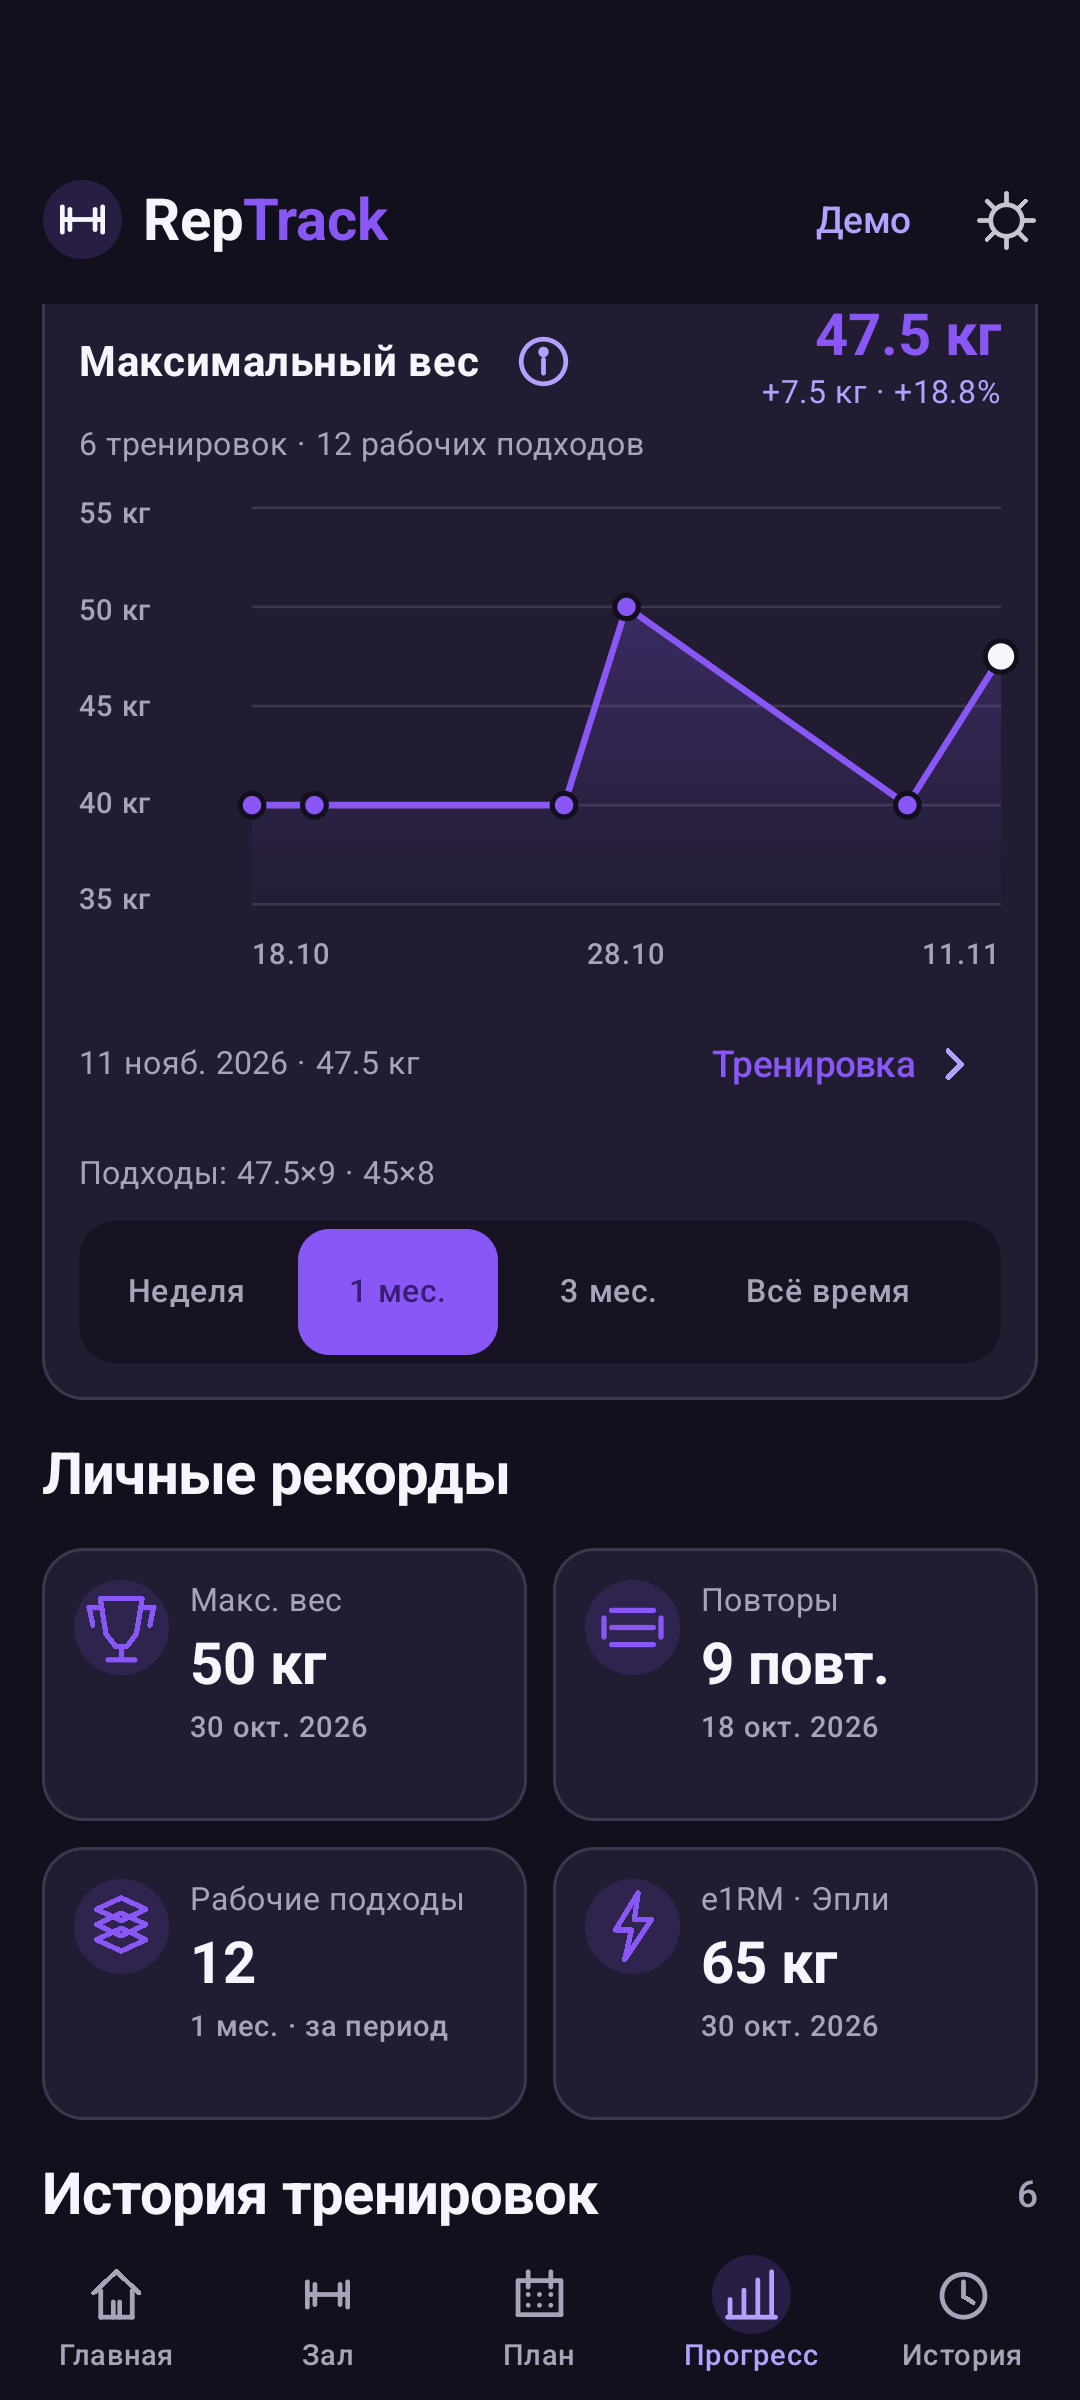 RepTrack
Демо
47.5 кг
Максимальный вес
+7.5 кг · +18.8%
6 тренировок · 12 рабочих подходов
55 кг
50 кг
45 кг
40 кг
35 кг
18.10 28.10 11.11
11 нояб. 2026 · 47.5 кг
Тренировка
Подходы: 47.5×9 · 45×8
Неделя 1 мес. 3 мес. Всё время
Личные рекорды
Макс. вес
50 кг
30 окт. 2026
Повторы
9 повт.
18 окт. 2026
Рабочие подходы
12
1 мес. · за период
e1RM · Эпли
65 кг
30 окт. 2026
История тренировок
6
Главная Зал План Прогресс История